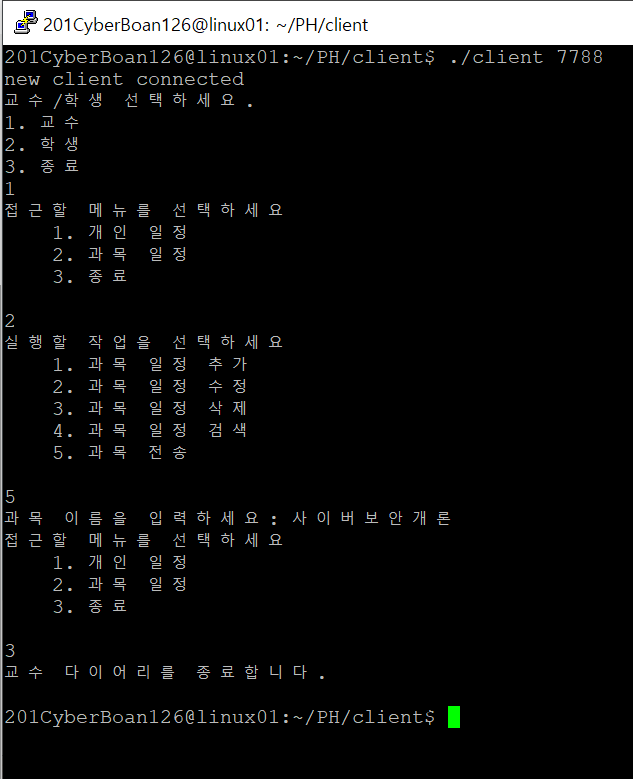 201CyberBoan126@linux01: ~/PH/client
201CyberBoan126@linux01:~/PH/client$ ./client 7788
new client connected
교수/학생 선택하세요.
1. 교수
2. 학생
3. 종료
1
접근할 메뉴를 선택하세요
1. 개인 일정
2. 과목 일정
3. 종료
2
실행할 작업을 선택하세요
1. 과목 일정 추가
2. 과목 일정 수정
3. 과목 일정 삭제
4. 과목 일정 검색
5. 과목 전송
5
과목 이름을 입력하세요: 사이버보안개론
접근할 메뉴를 선택하세요
1. 개인 일정
2. 과목 일정
3. 종료
3
교수 다이어리를 종료합니다.
201CyberBoan126@linux01:~/PH/client$